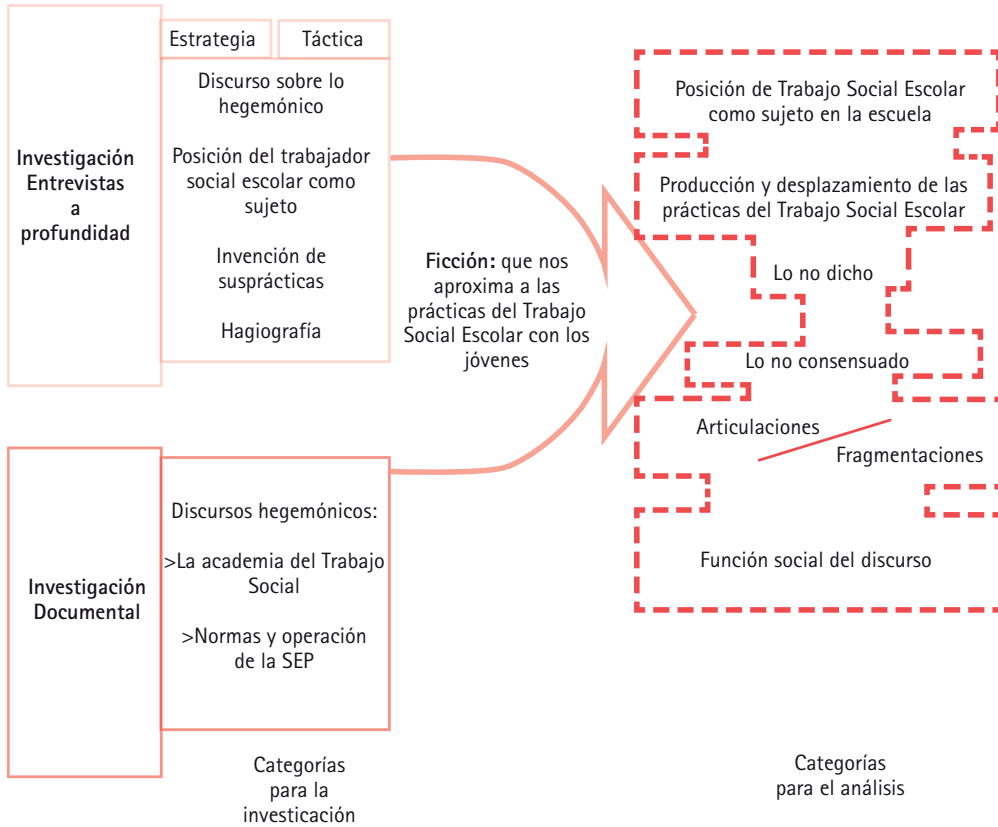 Estrategia
Táctica
Discurso sobre lo
hegemónico
Investigación
Entrevistas
a
profundidad
Posición del trabajador
social escolar como
sujeto
Invención de
susprácticas
Hagiografía
Ficción: que nos
aproxima a las
prácticas del Trabajo
Social Escolar con los
jóvenes
Posición de Trabajo Social Escolar
como sujeto en la escuela
Producción y desplazamiento de las
prácticas del Trabajo Social Escolar
Lo no dicho
Lo no consensuado
Articulaciones
Fragmentaciones
Función social del discurso
Investigación
Documental
Discursos hegemónicos:
>La academia del Trabajo
Social
>Normas y operación
de la SEP
Categorías
para la
investicación
Categorías
para el análisis